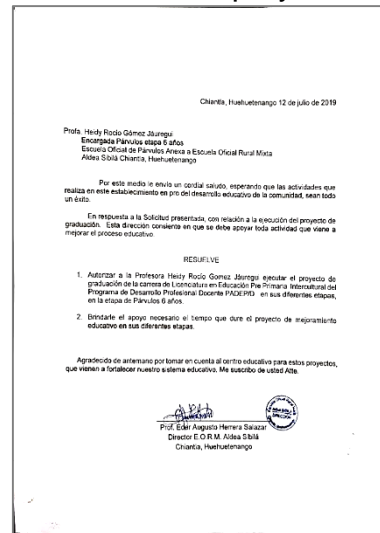 Chiantla, Huehuetenango 12 de julio de 2019
Profa. Heidy Rocío Gómez Jáuregui
Encargada Párvulos etapa 6 años
Escuela Oficial de Párvulos Anexa a Escuela Oficial Rural Mixta
Aldea Sibilá Chiantla, Huehuetenango
Por este medio le envío un cordial saludo, esperando que las actividades que
realiza en este establecimiento en pro del desarrollo educativo de la comunidad, sean todo
un éxito.
En respuesta a la Solicitud presentada, con relación a la ejecución del proyecto de
graduación. Esta dirección consiente en que se debe apoyar toda actividad que viene a
mejorar el proceso educativo.
RESUELVE
1. Autorizar a la Profesora Heidy Rocío Gómez Jáuregui ejecutar el proyecto de
graduación de la carrera de Licenciatura en Educación Pre Primaria Intercultural del
Programa de Desarrollo Profesional Docente PADEP/D en sus diferentes etapas,
en la etapa de Párvulos 6 años.
2. Brindarle el apoyo necesario el tiempo que dure el proyecto de mejoramiento
educativo en sus diferentes etapas.
Agradecido de antemano por tomar en cuenta al centro educativo para estos proyectos,
que vienen a fortalecer nuestro sistema educativo. Me suscribo de usted Atte.
Prof. Eder Augusto Herrera Salazar
Director E.O.R.M. Aldea Sibilá
Chiantla, Huehuetenango